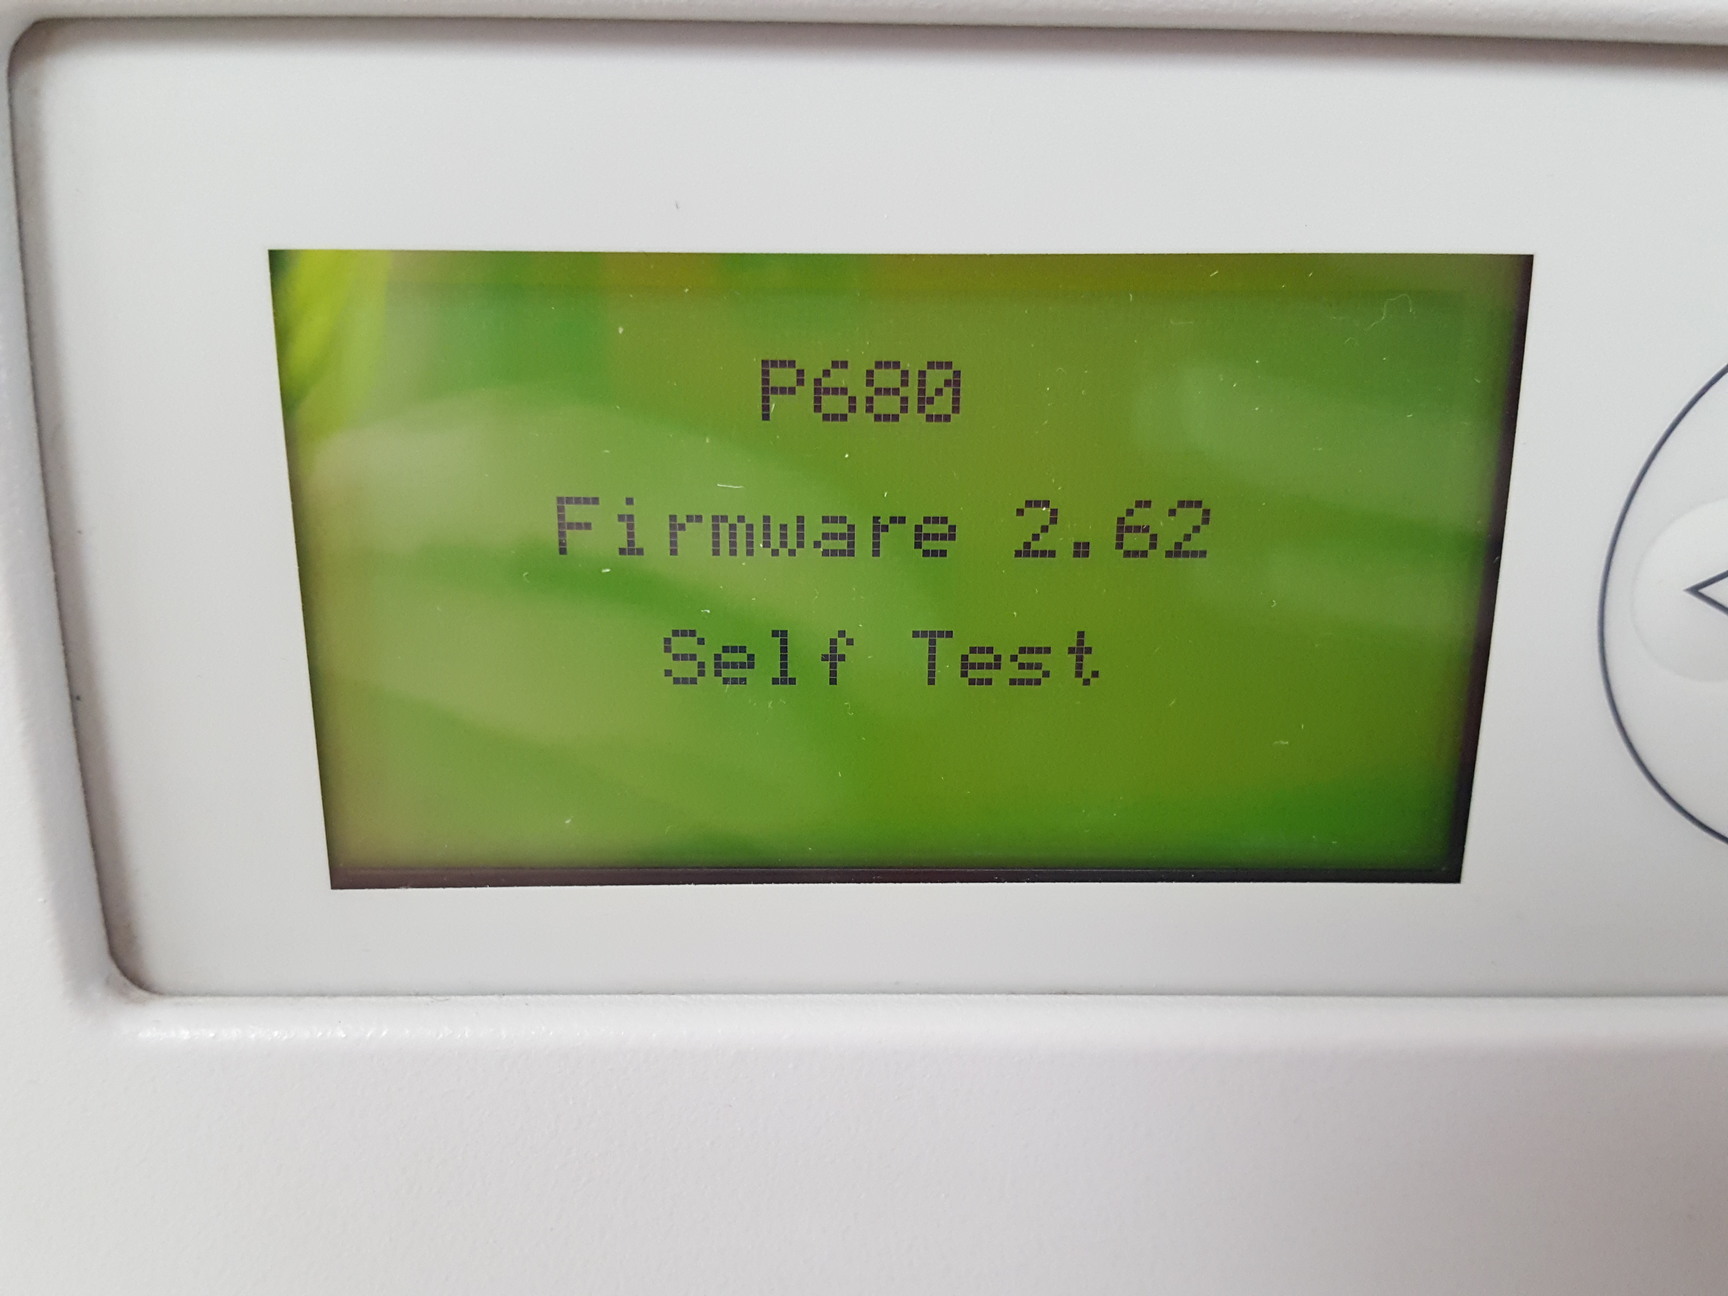 P680
Firmware 2.62
Self Test